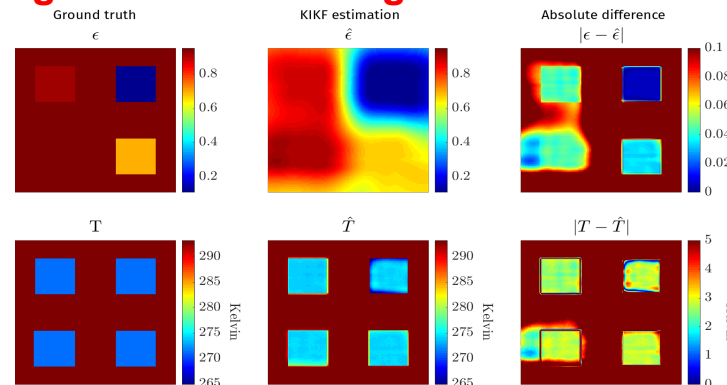 Ground truth
KIKF estimation
Absolute difference
ϵ
ϵ̂
|ϵ − ϵ̂|
0.8
0.6
0.4
0.2
0.8
0.6
0.4
0.2
0.1
0.08
0.06
0.04
0.02
0
T
T̂
|T − T̂|
290
285
280
275
270
265
Kelvin
290
285
280
275
270
265
Kelvin
5
4
3
2
1
0